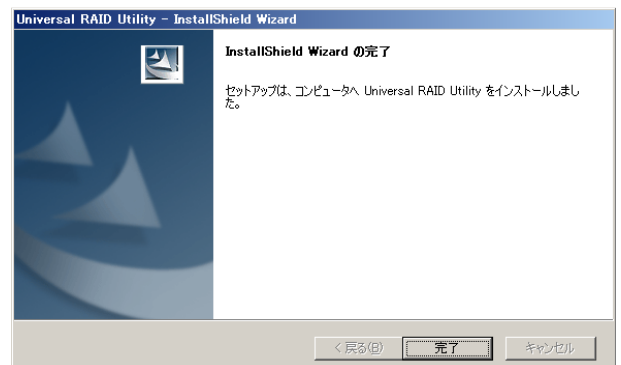 Universal RAID Utility - InstallShield Wizard
InstallShield Wizard の完了
セットアップは、コンピュータへ Universal RAID Utility をインストールしまし
た。
< 戻る(B) 完了 キャンセル